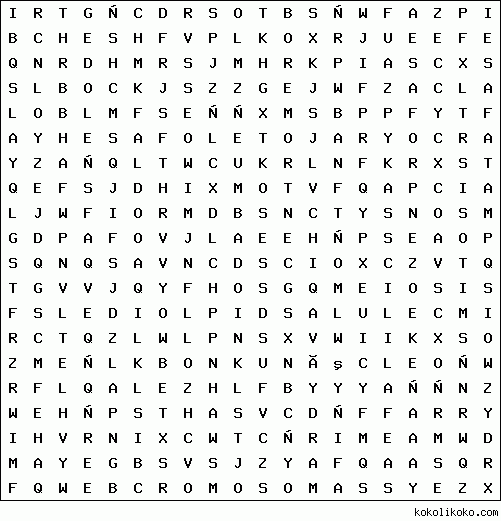 I R T G Ñ C D R S O T B S Ñ W F A Z P I
B C H E S H F V P L K O X R J U E E F E
Q N R D H M R S J M H R K P I A S C X S
S L B O C K J S Z Z G E J W F Z A C L A
L O B L M F S E Ñ Ñ X M S B P P F Y T F
A Y H E S A F O L E T O J A R Y O C R A
Y Z A Ñ Q L T W C U K R L N F K R X S T
Q E F S J D H I X M O T V F Q A P C I A
L J W F I O R M D B S N C T Y S N O S M
G D P A F O V J L A E E H Ñ P S E A O P
S Q N Q S A V N C D S C I O X C Z V T Q
T G V V J Q Y F H O S G Q M E I O S I S
F S L E D I O L P I D S A L U L E C M I
R C T Q Z L W L P N S X V W I I K X S O
Z M E Ñ L K B O N K U N Ă ş C L E O Ñ W
R F L Q A L E Z H L F B Y Y Y A Ñ Ñ N Z
W E H Ñ P S T H A S V C D Ñ F F A R R Y
I H V R N I X C W T C Ñ R I M E A M W D
M A Y E G B S V S J Z Y A F Q A A S Q R
F Q W E B C R O M O S O M A S S Y E Z X
kokolikoko.com